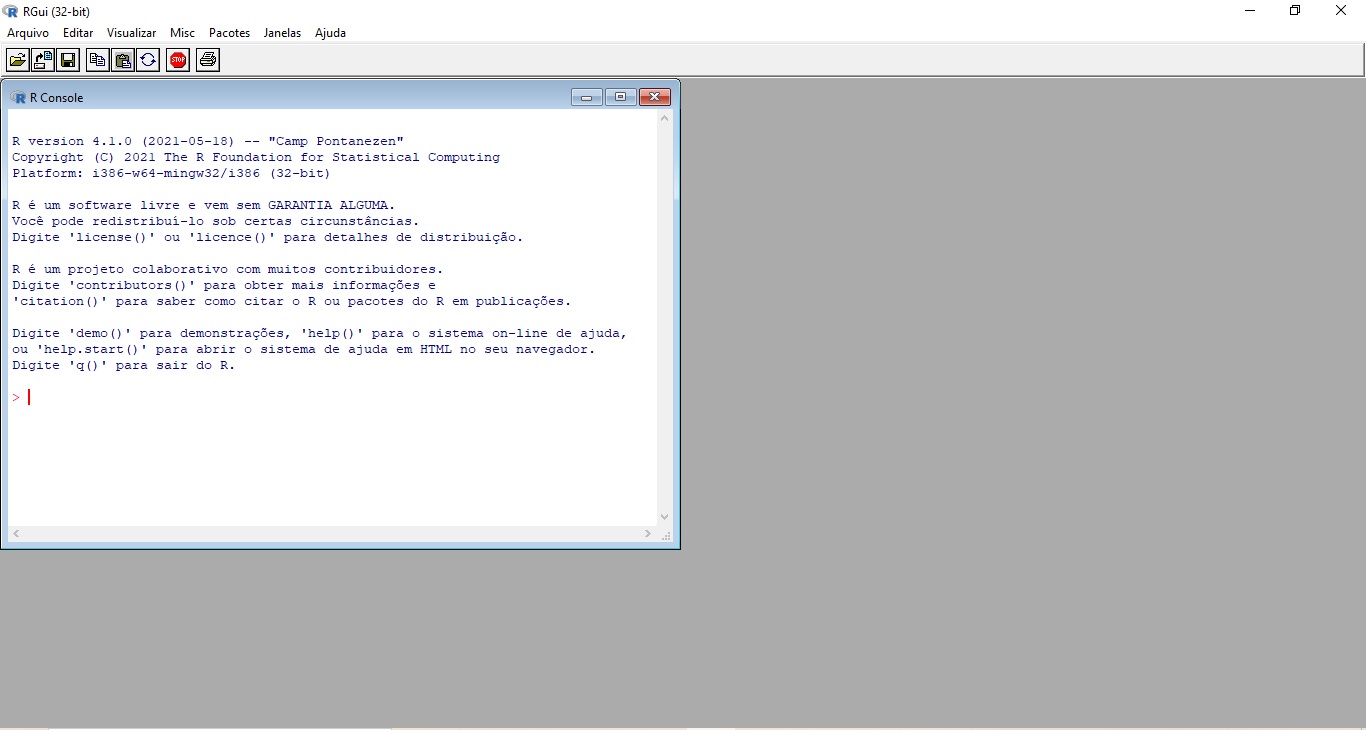 RGui (32-bit)
Arquivo Editar Visualizar Misc Pacotes Janelas Ajuda
STOP
R Console
R version 4.1.0 (2021-05-18) -- "Camp Pontanezen"
Copyright (C) 2021 The R Foundation for Statistical Computing
Platform: i386-w64-mingw32/i386 (32-bit)
R é um software livre e vem sem GARANTIA ALGUMA.
Você pode redistribuí-lo sob certas circunstâncias.
Digite 'license()' ou 'licence()' para detalhes de distribuição.
R é um projeto colaborativo com muitos contribuidores.
Digite 'contributors()' para obter mais informações e
'citation()' para saber como citar o R ou pacotes do R em publicações.
Digite 'demo()' para demonstrações, 'help()' para o sistema on-line de ajuda,
ou 'help.start()' para abrir o sistema de ajuda em HTML no seu navegador.
Digite 'q()' para sair do R.
>